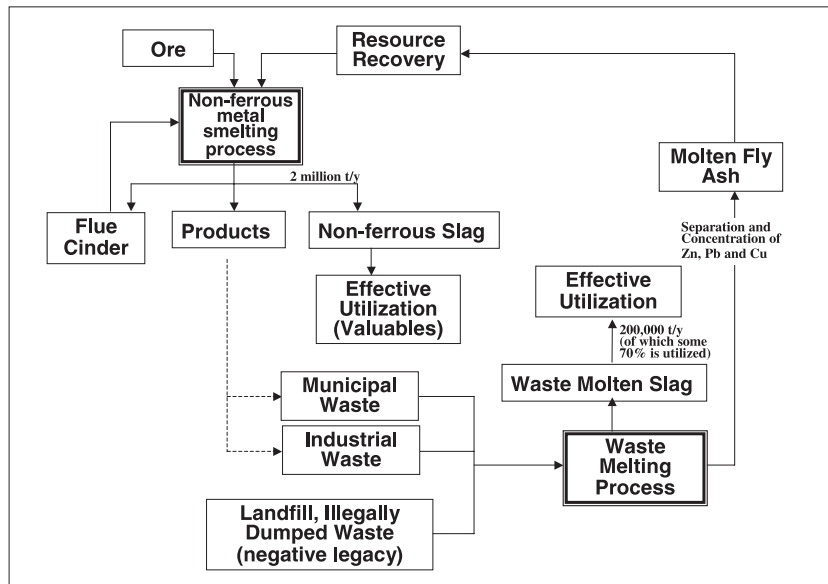 Ore
Resource
Recovery
Non-ferrous
metal
smelting
process
Molten Fly
Ash
2 million t/y
Flue
Cinder
Products
Non-ferrous Slag
Separation and
Concentration of
Zn, Pb and Cu
Effective
Utilization
(Valuables)
Effective
Utilization
200,000 t/y
(of which some
70% is utilized)
Waste Molten Slag
Municipal
Waste
Industrial
Waste
Waste
Melting
Process
Landfill, Illegally
Dumped Waste
(negative legacy)